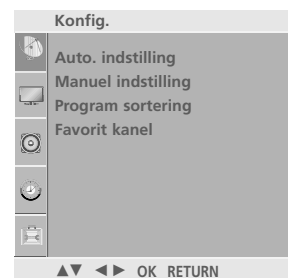 Konfig.
Auto. indstilling
Manuel indstilling
Program sortering
Favorit kanel
▲▼ ◄► OK RETURN